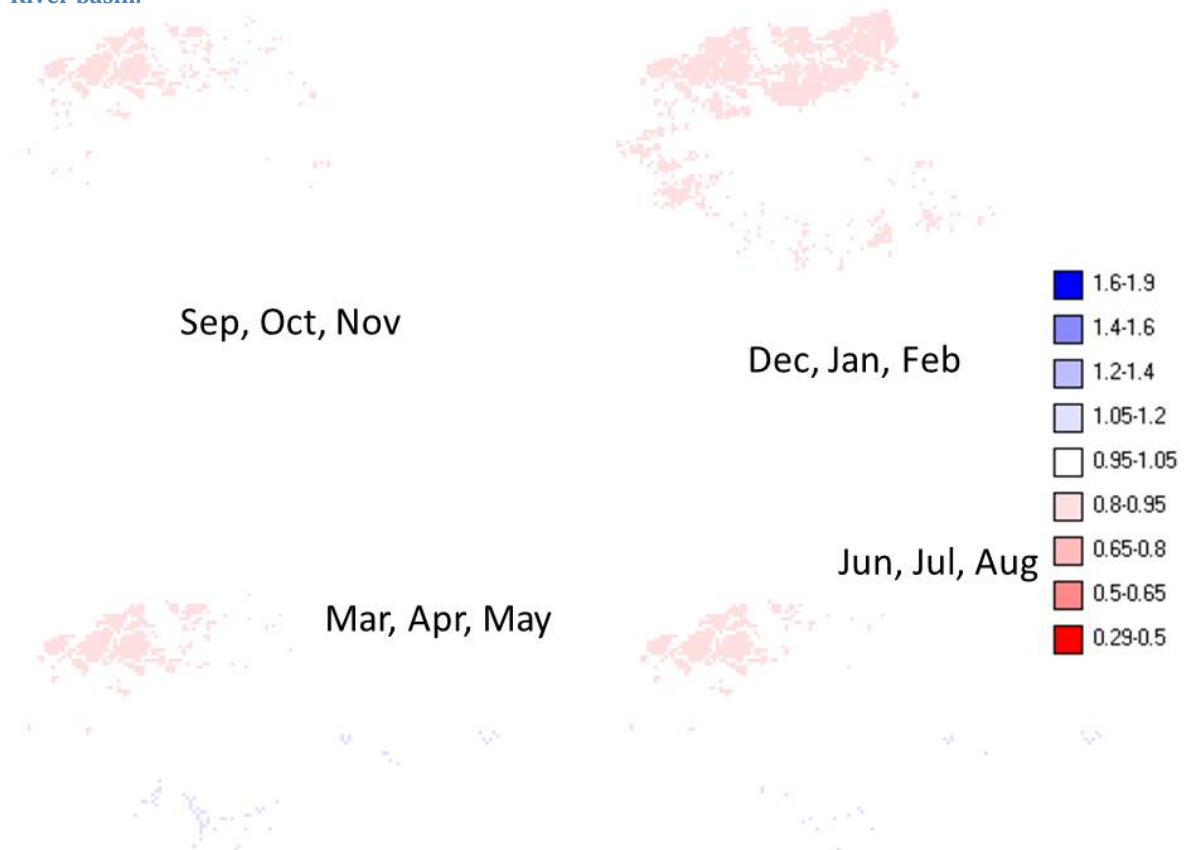 River basin.
Sep, Oct, Nov
Dec, Jan, Feb
1.6-1.9
1.4-1.6
1.2-1.4
1.05-1.2
0.95-1.05
0.8-0.95
0.65-0.8
0.5-0.65
0.29-0.5
Jun, Jul, Aug
Mar, Apr, May